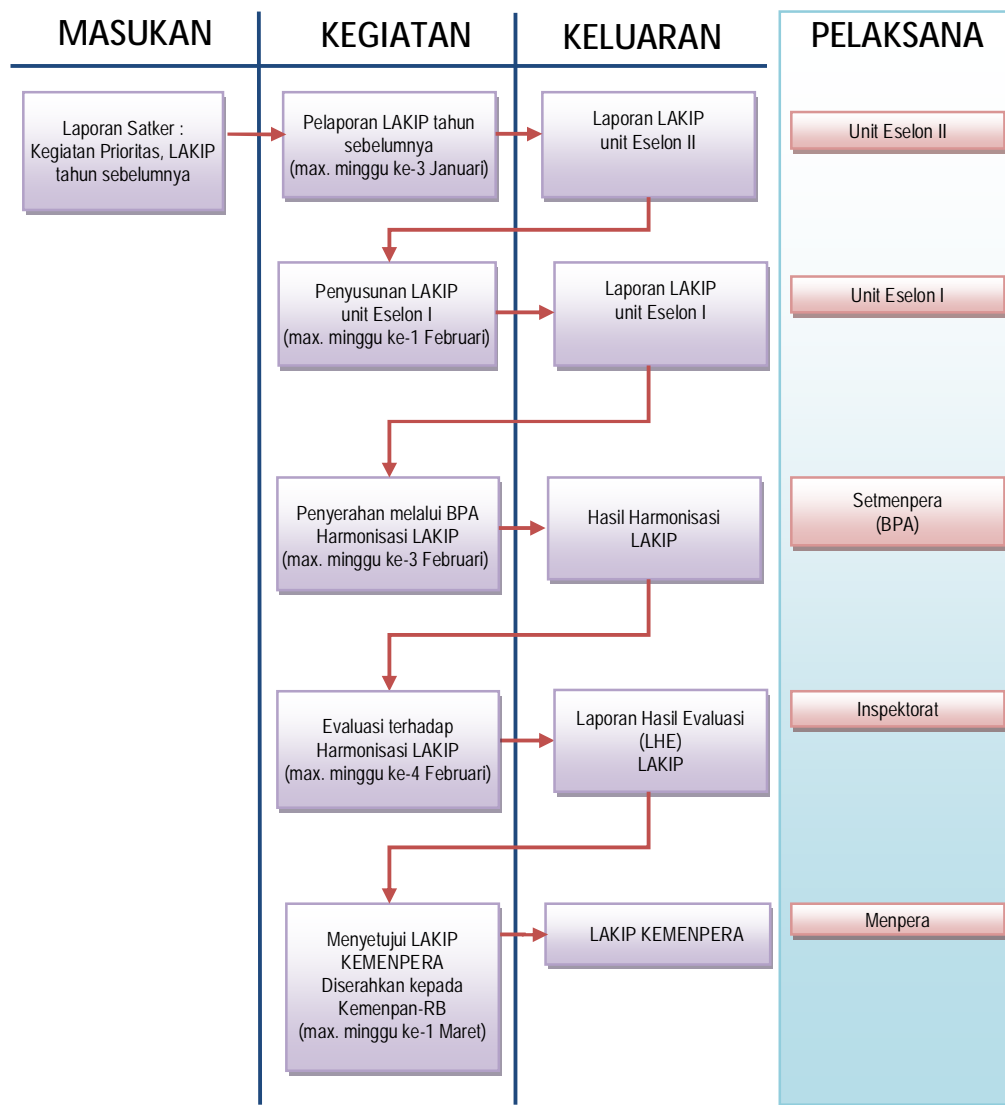 MASUKAN
KEGIATAN
KELUARAN
PELAKSANA
Laporan Satker :
Kegiatan Prioritas, LAKIP
tahun sebelumnya
Pelaporan LAKIP tahun
sebelumnya
(max. minggu ke-3 Januari)
Laporan LAKIP
unit Eselon II
Unit Eselon II
Penyusunan LAKIP
unit Eselon I
(max. minggu ke-1 Februari)
Laporan LAKIP
unit Eselon I
Unit Eselon I
Penyerahan melalui BPA
Harmonisasi LAKIP
(max. minggu ke-3 Februari)
Hasil Harmonisasi
LAKIP
Setmenpera
(BPA)
Evaluasi terhadap
Harmonisasi LAKIP
(max. minggu ke-4 Februari)
Laporan Hasil Evaluasi
(LHE)
LAKIP
Inspektorat
Menyetujui LAKIP
KEMENPERA
Diserahkan kepada
Kemenpan-RB
(max. minggu ke-1 Maret)
LAKIP KEMENPERA
Menpera